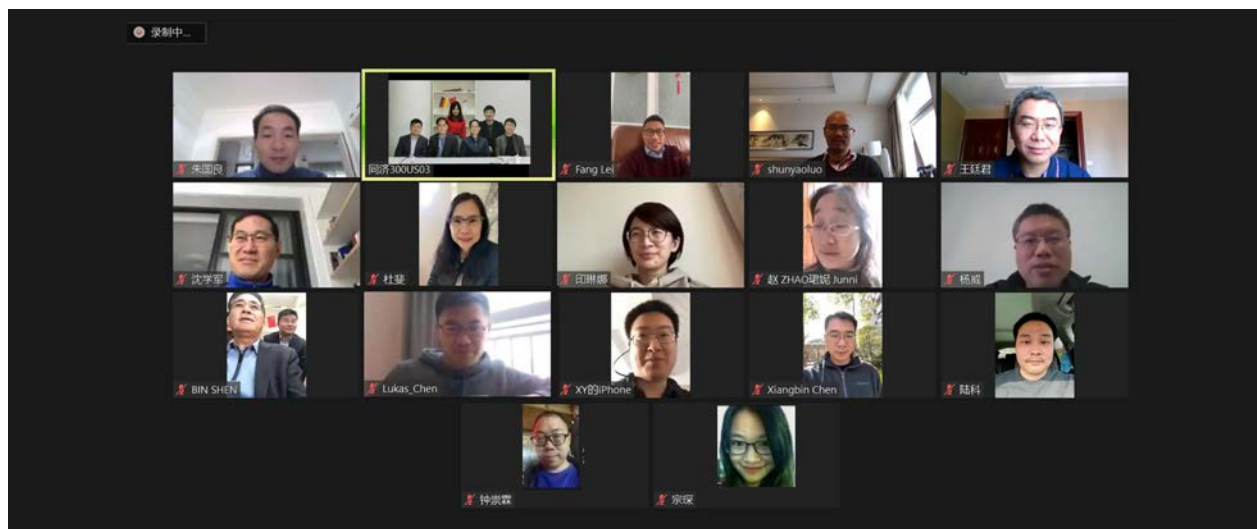 录制中...
朱国良
同济300US03
Fang Lei
shunyaoluo
王廷君
沈学军
杜斐
印琳娜
赵 ZHAO珺妮 Junni
杨威
BIN SHEN
Lukas_Chen
XY的iPhone
Xiangbin Chen
陆科
钟崇霖
宗琛